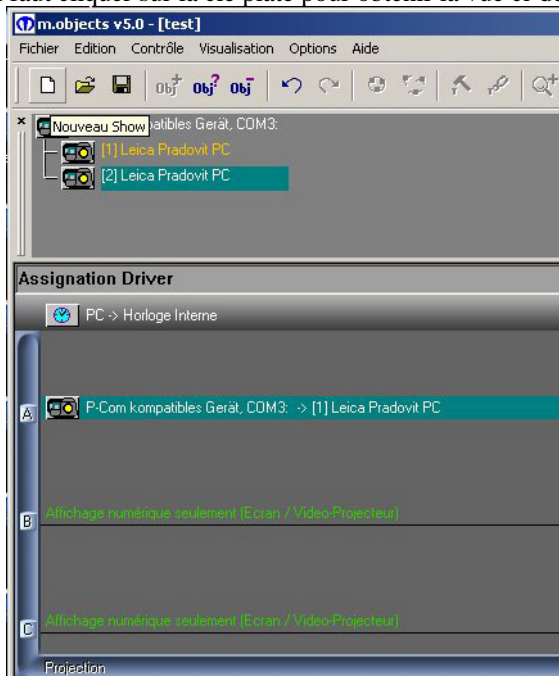 m.objects v5.0 - [test]
Fichier Edition Contrôle Visualisation Options Aide
Obj+ Obj? Obj-
Nouveau Show patibles Gerät, COM3:
[1] Leica Pradovit PC
[2] Leica Pradovit PC
Assignation Driver
PC -> Horloge Interne
A P-Com kompatibles Gerät, COM3: -> [1] Leica Pradovit PC
B Affichage numérique seulement (Ecran / Video-Projecteur)
C Affichage numérique seulement (Ecran / Video-Projecteur)
Projection